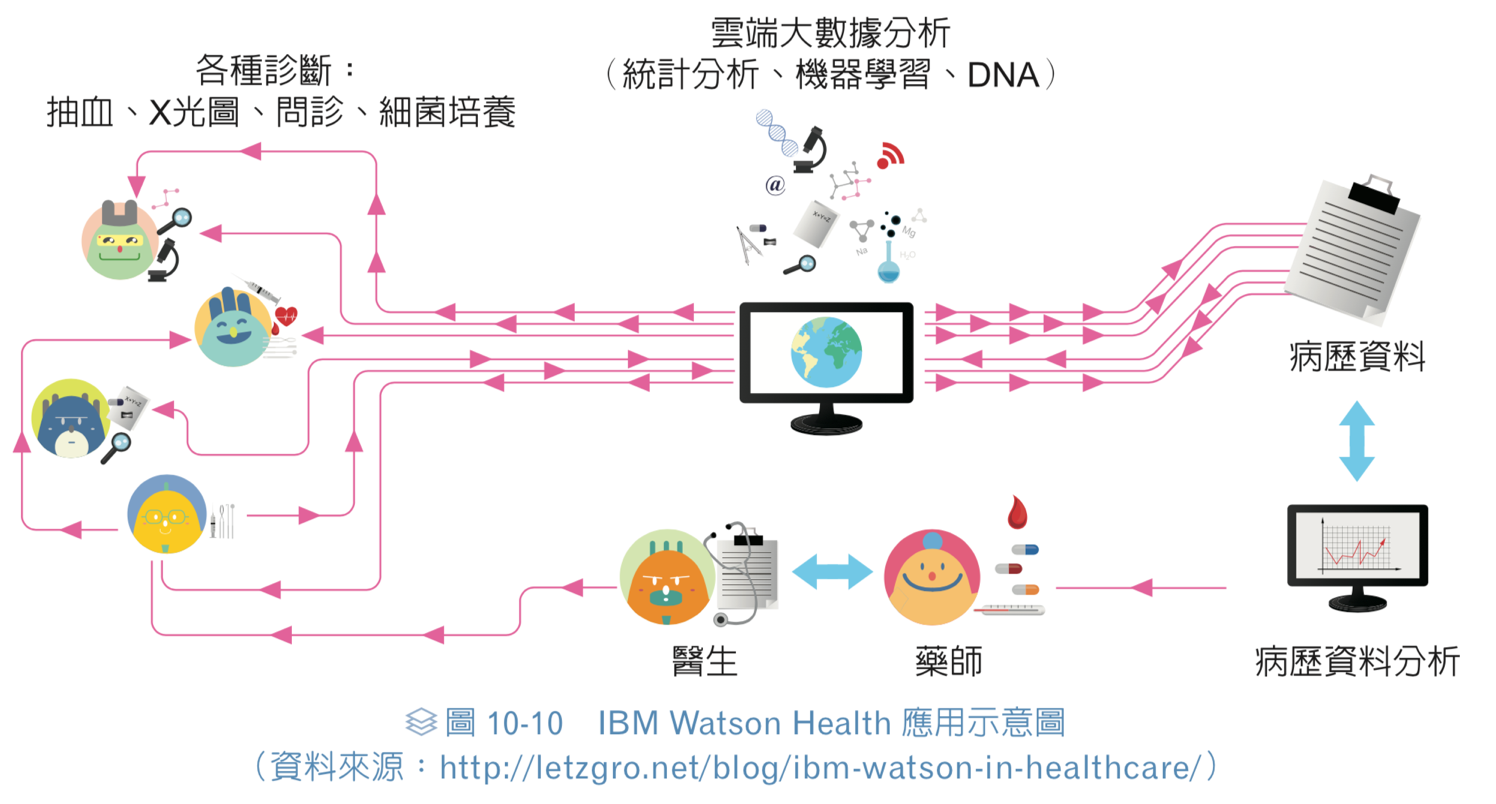 雲端大數據分析
（統計分析、機器學習、DNA）
各種診斷：
抽血、X光圖、問診、細菌培養
@
X+Y=Z
Mg
Na
H₂O
病歷資料
X+Y=Z
醫生
藥師
病歷資料分析
圖 10-10 IBM Watson Health 應用示意圖
（資料來源：http://letzgro.net/blog/ibm-watson-in-healthcare/）